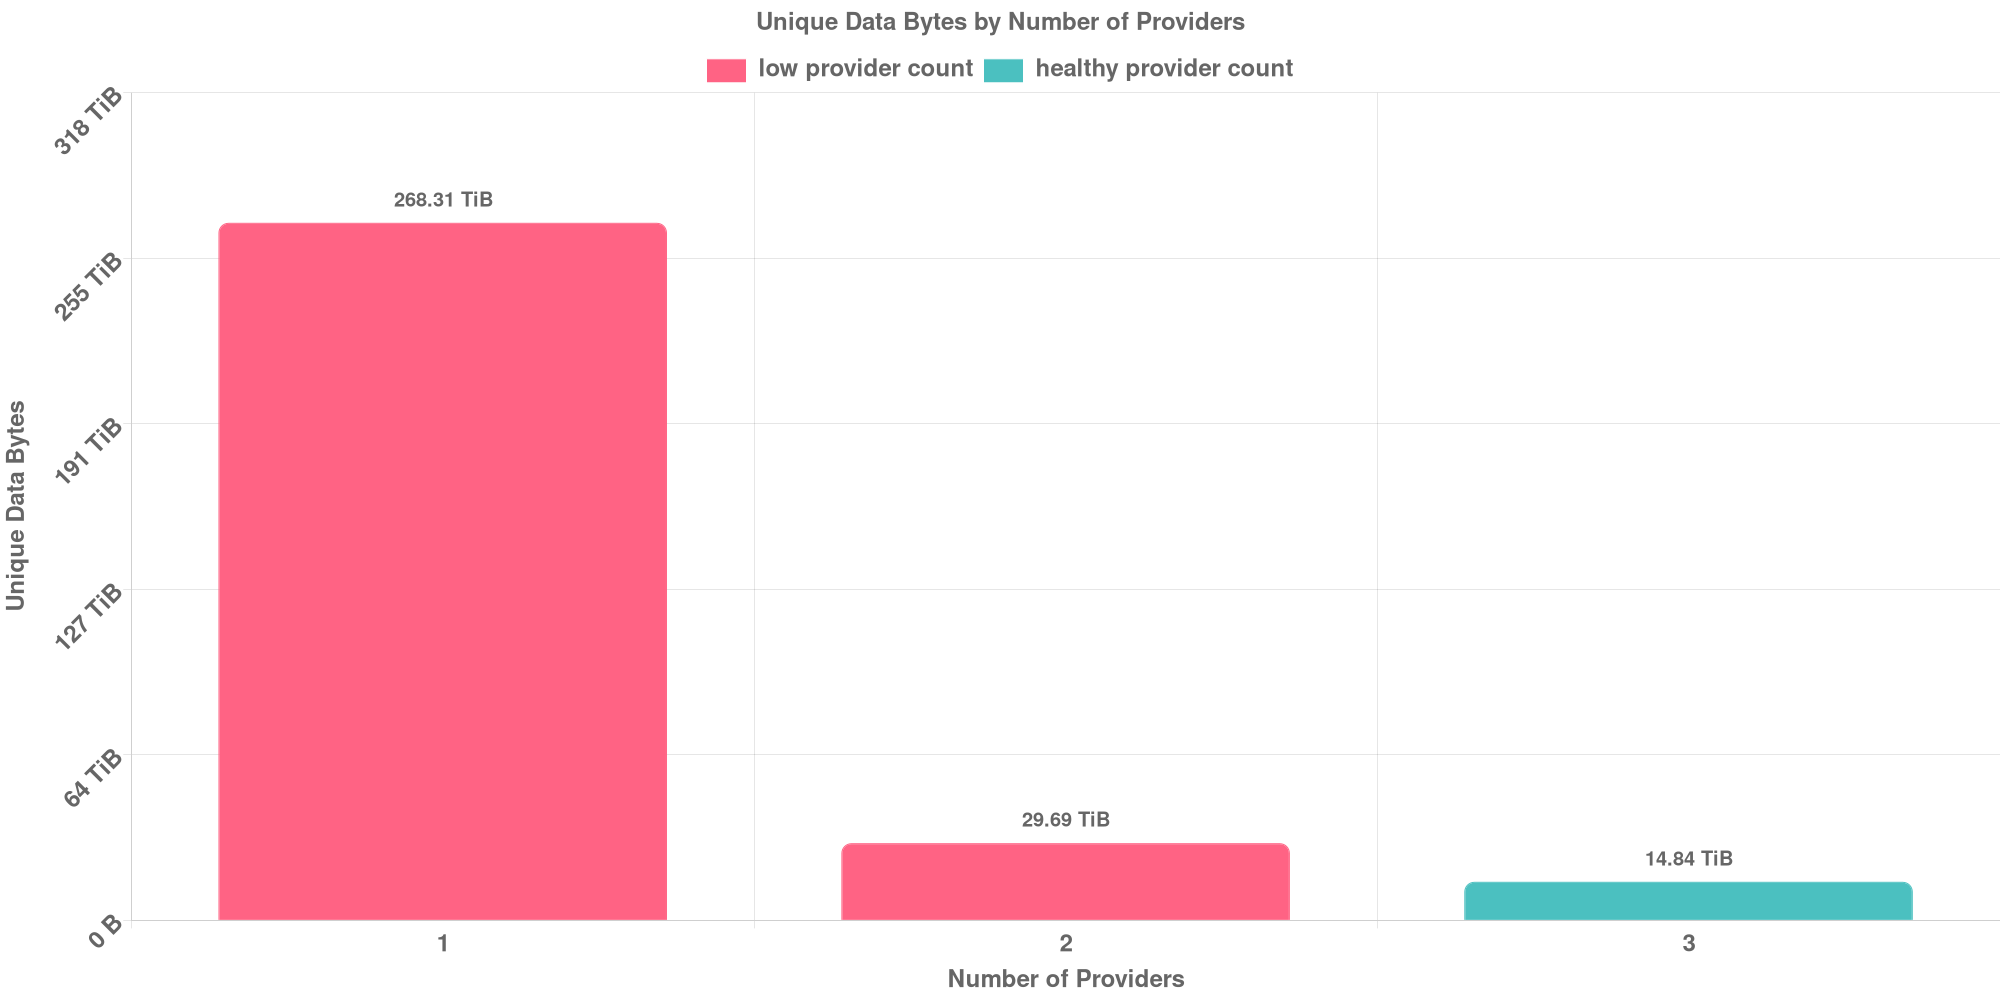 Unique Data Bytes by Number of Providers
low provider count healthy provider count
318 TiB
268.31 TiB
255 TiB
191 TiB
Unique Data Bytes
127 TiB
64 TiB
29.69 TiB
14.84 TiB
0 B
1 2 3
Number of Providers